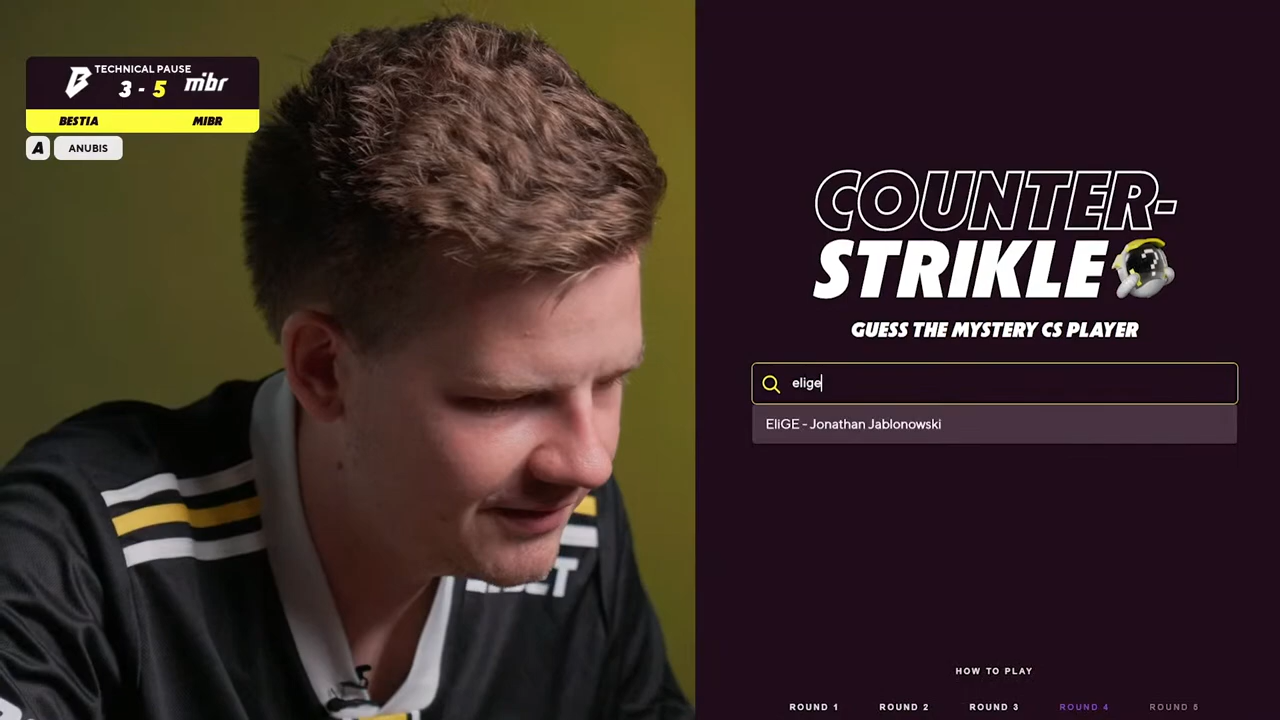 TECHNICAL PAUSE
3 - 5
mibr
BESTIA
MIBR
A
ANUBIS
COUNTER-
STRIKLE
GUESS THE MYSTERY CS PLAYER
elige
EliGE - Jonathan Jablonowski
HOW TO PLAY
ROUND 1
ROUND 2
ROUND 3
ROUND 4
ROUND 5